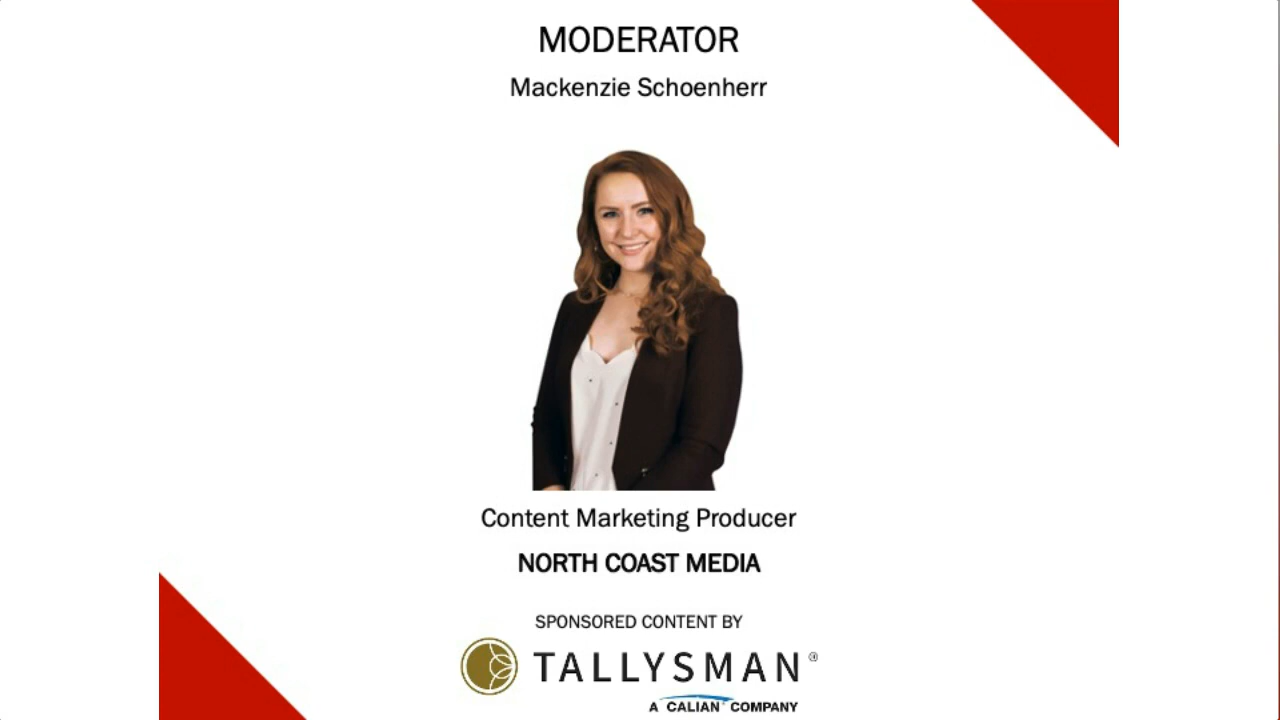 MODERATOR
Mackenzie Schoenherr
Content Marketing Producer
NORTH COAST MEDIA
SPONSORED CONTENT BY
TALLYSMAN®
A CALIAN® COMPANY